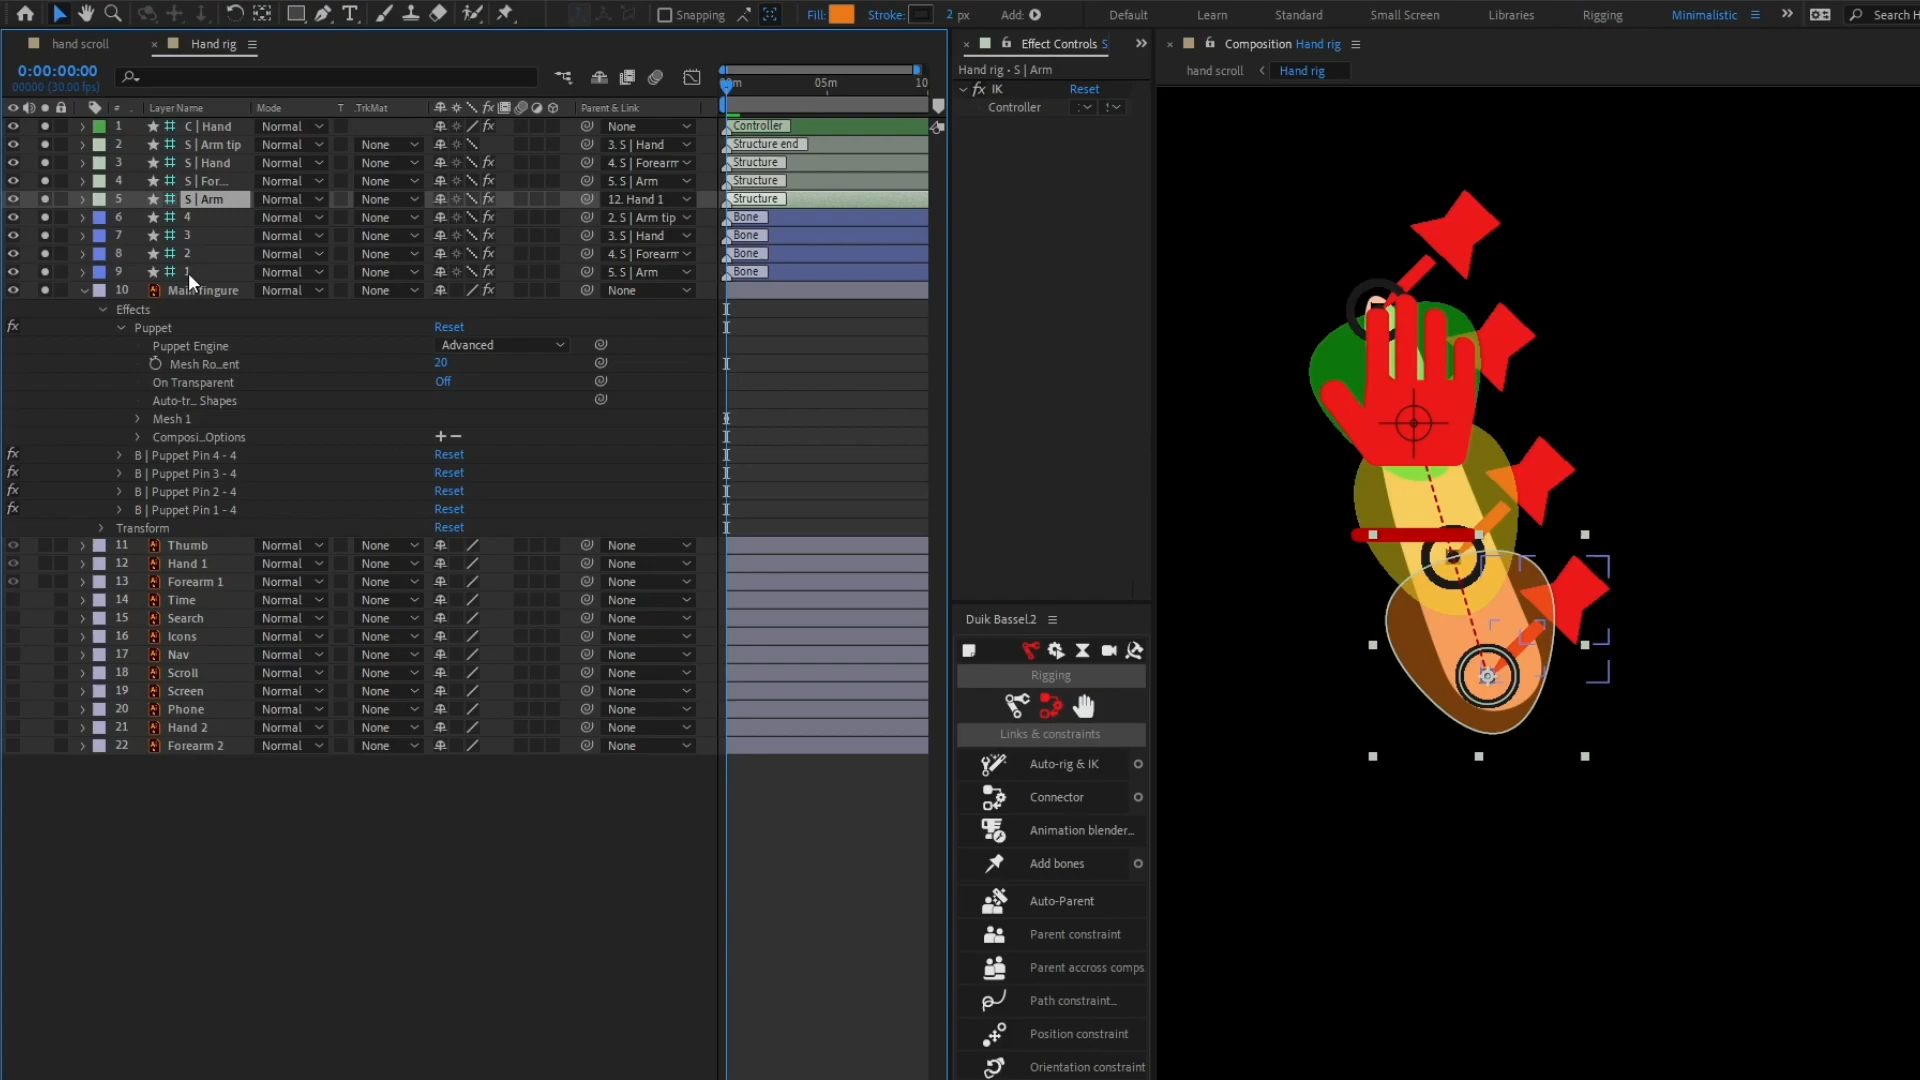 Snapping
Fill:
Stroke:
2 px
Add:
Default
Learn
Standard
Small Screen
Libraries
Rigging
Minimalistic
Search H
hand scroll
Hand rig
Effect Controls S
Composition Hand rig
0:00:00:00
00000 (30.00 fps)
05m
10
Hand rig • S | Arm
hand scroll
Hand rig
IK
Reset
Controller
#
Layer Name
Mode
T
.TrkMat
Parent & Link
1 C | Hand Normal None Controller
2 S | Arm tip Normal None 3. S | Hand Structure end
3 S | Hand Normal None 4. S | Forearm Structure
4 S | For... Normal None 5. S | Arm Structure
5 S | Arm Normal None 12. Hand 1 Structure
6 4 Normal None 2. S | Arm tip Bone
7 3 Normal None 3. S | Hand Bone
8 2 Normal None 4. S | Forearm Bone
9 1 Normal None 5. S | Arm Bone
10 Main fingure Normal None None
Effects
Puppet Reset
Puppet Engine Advanced
Mesh Ro...ent 20
On Transparent Off
Auto-tr... Shapes
Mesh 1
Composi...Options + −
B | Puppet Pin 4 - 4 Reset
B | Puppet Pin 3 - 4 Reset
B | Puppet Pin 2 - 4 Reset
B | Puppet Pin 1 - 4 Reset
Transform Reset
11 Thumb Normal None None
12 Hand 1 Normal None None
13 Forearm 1 Normal None None
14 Time Normal None None
15 Search Normal None None
16 Icons Normal None None
17 Nav Normal None None
18 Scroll Normal None None
19 Screen Normal None None
20 Phone Normal None None
21 Hand 2 Normal None None
22 Forearm 2 Normal None None
Duik Bassel.2
Rigging
Links & constraints
Auto-rig & IK
Connector
Animation blender...
Add bones
Auto-Parent
Parent constraint
Parent accross comps
Path constraint...
Position constraint
Orientation constraint